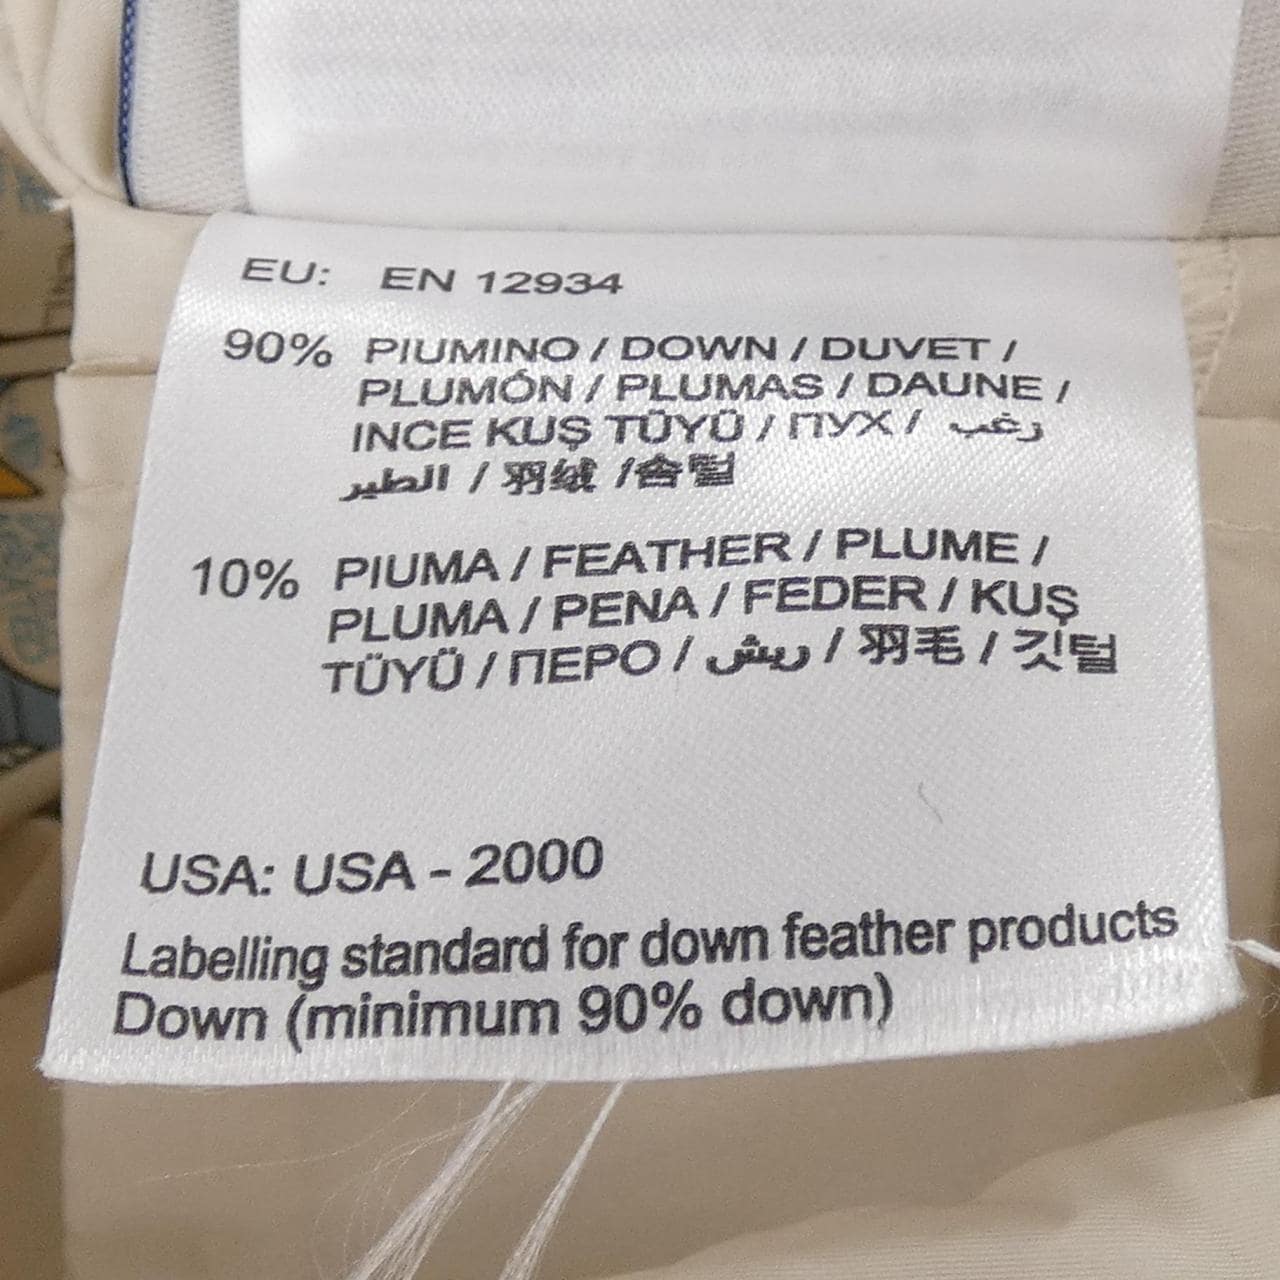 EU: EN 12934
90% PIUMINO / DOWN / DUVET /
PLUMÓN / PLUMAS / DAUNE /
INCE KUŞ TÜYÜ / ПУХ / زغب
الطير / 羽绒 /솜털
10% PIUMA / FEATHER / PLUME /
PLUMA / PENA / FEDER / KUŞ
TÜYÜ / ПЕРО / ريش / 羽毛 / 깃털
USA: USA - 2000
Labelling standard for down feather products
Down (minimum 90% down)